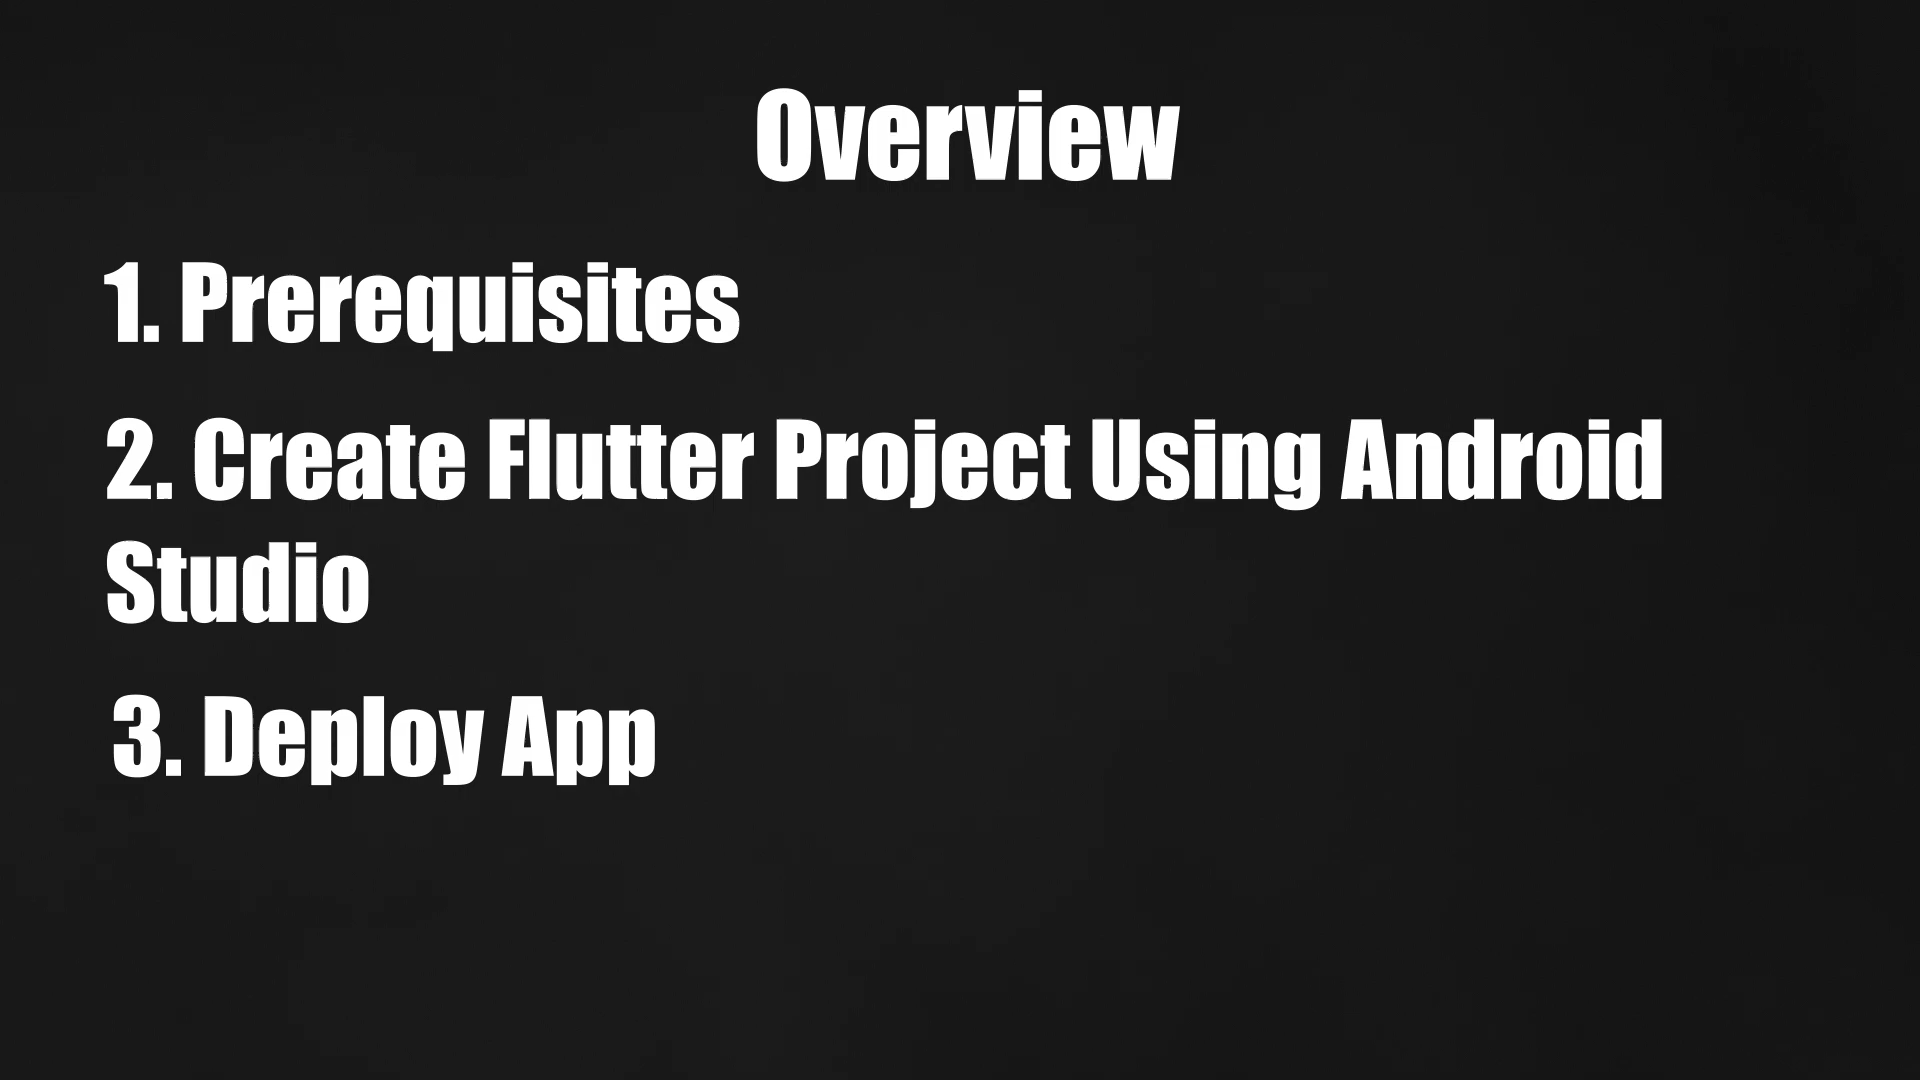 Overview
1. Prerequisites
2. Create Flutter Project Using Android
Studio
3. Deploy App